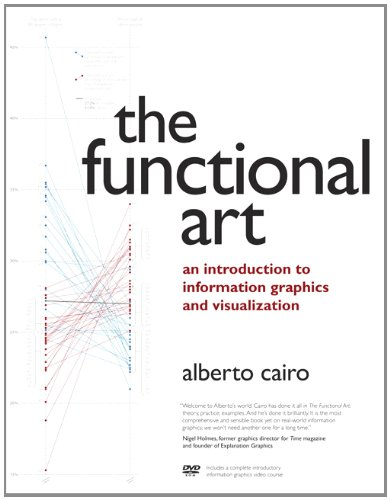 the
functional
art
an introduction to
information graphics
and visualization
alberto cairo
"Welcome to Alberto's world. Cairo has done it all in The Functional Art:
theory, practice, examples. And he's done it brilliantly. It is the most
comprehensive and sensible book yet on real-world information
graphics; we won't need another one for a long time."
Nigel Holmes, former graphics director for Time magazine
and founder of Explanation Graphics
DVD
ROM
Includes a complete introductory
information graphics video course